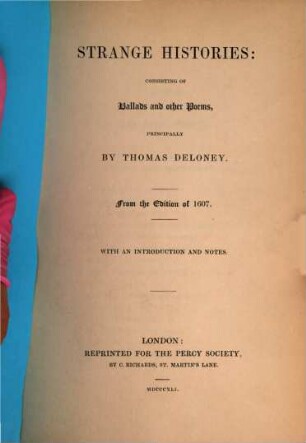 STRANGE HISTORIES:
CONSISTING OF
Ballads and other Poems,
PRINCIPALLY
BY THOMAS DELONEY.
From the Edition of 1607.
WITH AN INTRODUCTION AND NOTES.
LONDON:
REPRINTED FOR THE PERCY SOCIETY,
BY C. RICHARDS, ST. MARTIN'S LANE.
MDCCCXLI.